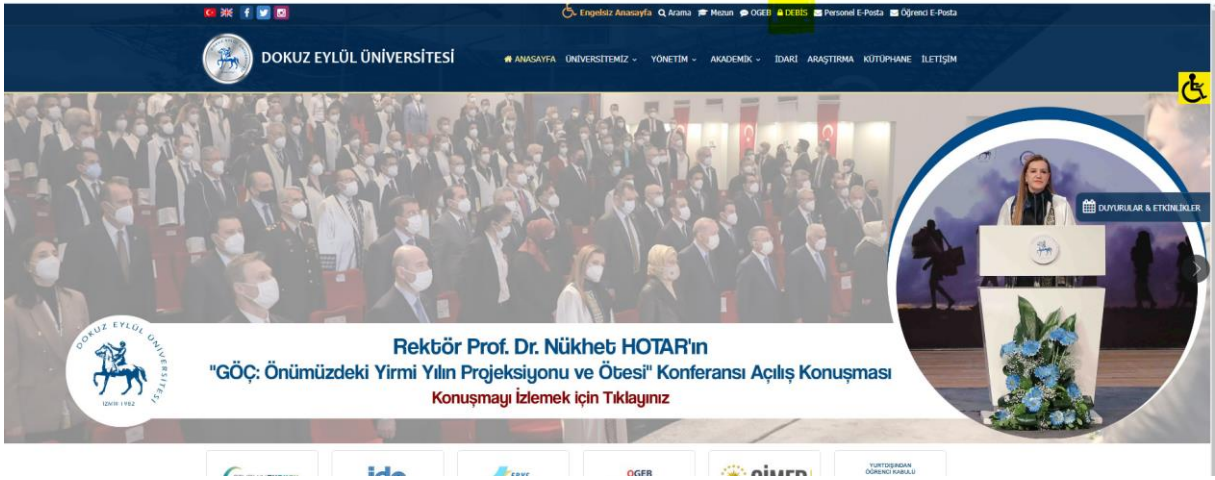 Engelsiz Anasayfa Arama Mezun OGEB DEBİS Personel E-Posta Öğrenci E-Posta
DOKUZ EYLÜL ÜNİVERSİTESİ
ANASAYFA ÜNİVERSİTEMİZ YÖNETİM AKADEMİK İDARİ ARAŞTIRMA KÜTÜPHANE İLETİŞİM
DUYURULAR & ETKİNLİKLER
DOKUZ EYLÜL ÜNİVERSİTESİ
İZMİR 1982
Rektör Prof. Dr. Nükhet HOTAR'ın
"GÖÇ: Önümüzdeki Yirmi Yılın Projeksiyonu ve Ötesi" Konferansı Açılış Konuşması
Konuşmayı İzlemek için Tıklayınız
OGEB
YURTDIŞINDAN
ÖĞRENCİ KABULÜ